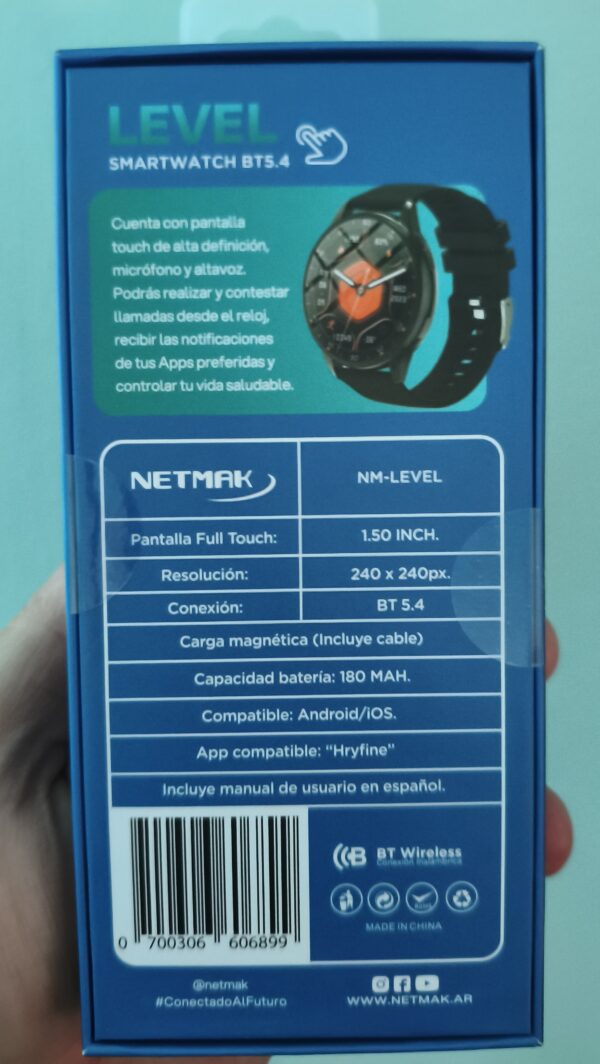 LEVEL
SMARTWATCH BT5.4
Cuenta con pantalla
touch de alta definición,
micrófono y altavoz.
Podrás realizar y contestar
llamadas desde el reloj,
recibir las notificaciones
de tus Apps preferidas y
controlar tu vida saludable.
NETMAK
NM-LEVEL
Pantalla Full Touch:
1.50 INCH.
Resolución:
240 x 240px.
Conexión:
BT 5.4
Carga magnética (Incluye cable)
Capacidad batería: 180 MAH.
Compatible: Android/iOS.
App compatible: “Hryfine”
Incluye manual de usuario en español.
BT Wireless
Conexión Inalámbrica
MADE IN CHINA
0 700306 606899
@netmak
#ConectadoAlFuturo
WWW.NETMAK.AR